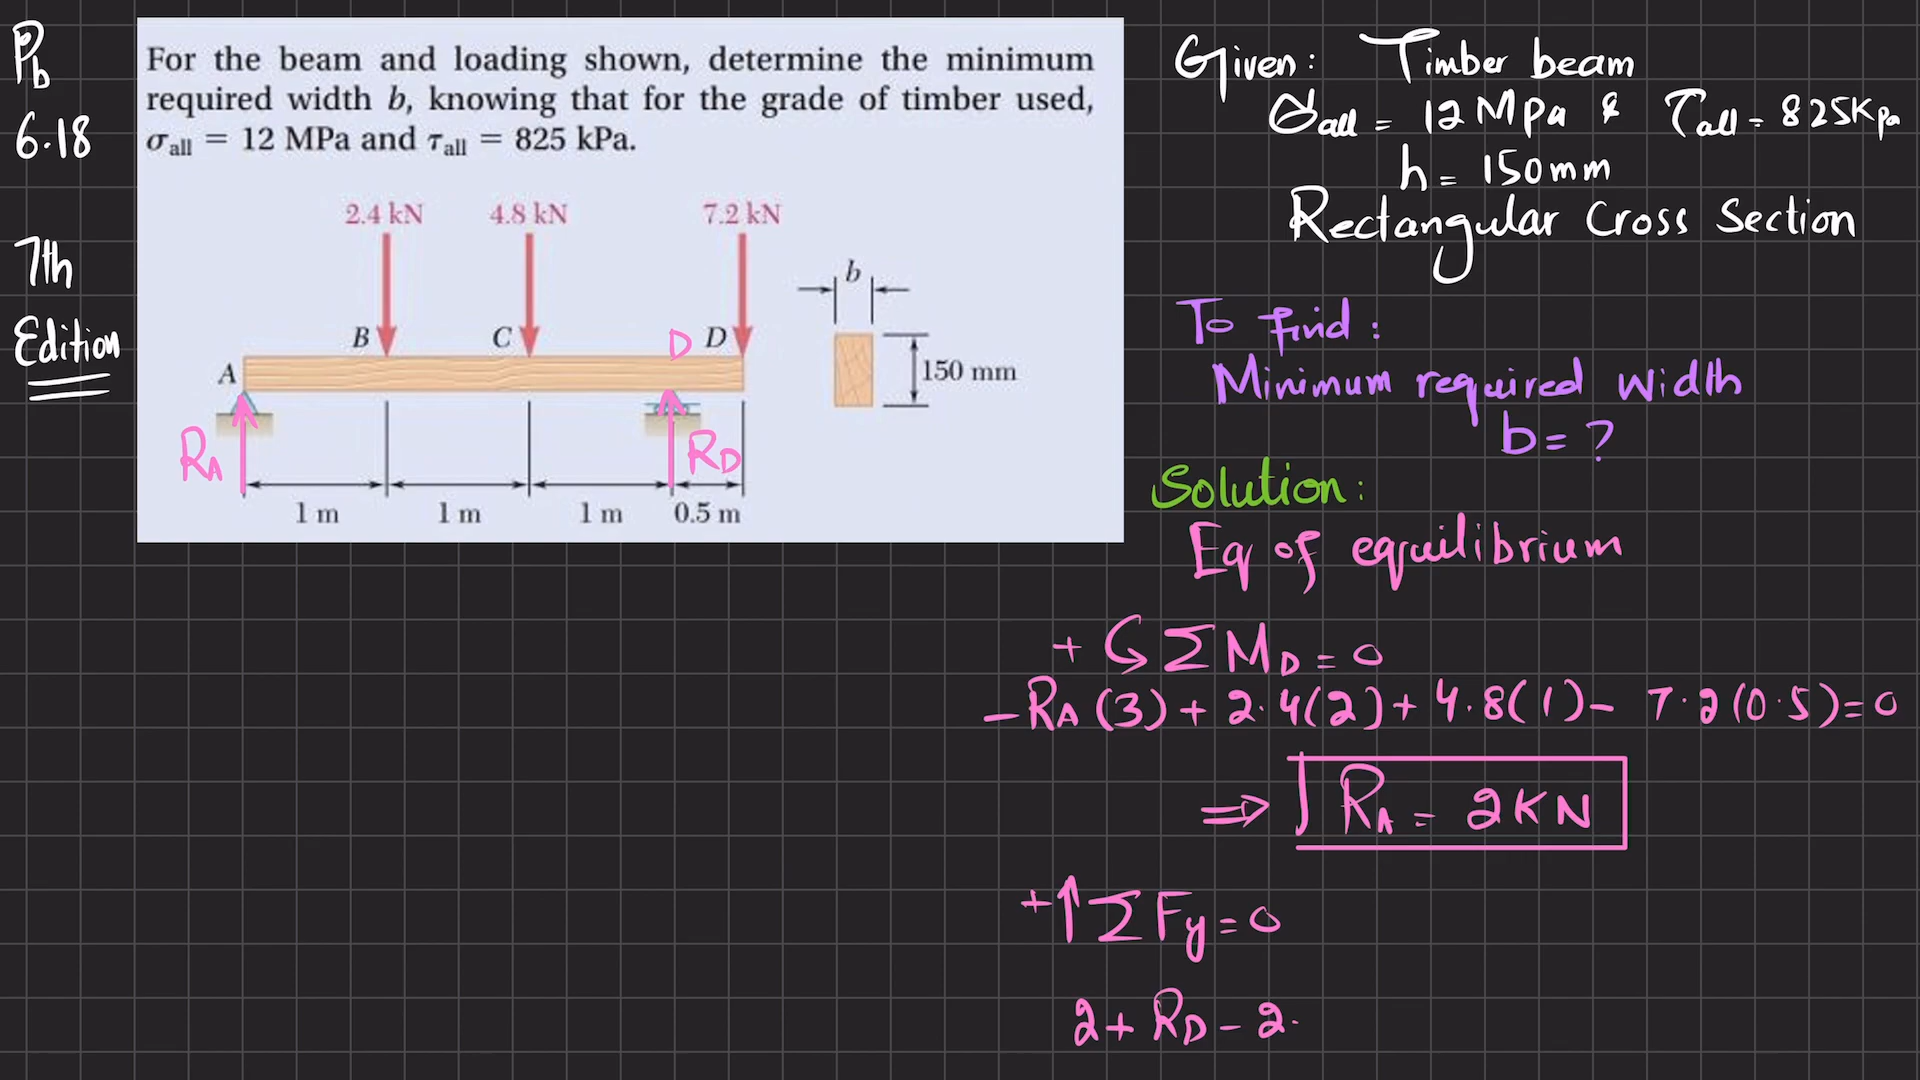 Pb
6.18
7th
Edition
For the beam and loading shown, determine the minimum
required width b, knowing that for the grade of timber used,
σall = 12 MPa and τall = 825 kPa.
2.4 kN 4.8 kN 7.2 kN
b
B C D D
A
150 mm
RA RD
1 m 1 m 1 m 0.5 m
Given: Timber beam
σall = 12 MPa & τall = 825 KPa
h = 150mm
Rectangular Cross Section
To find:
Minimum required width
b = ?
Solution:
Eq of equilibrium
+ ↺ ΣMD = 0
-RA(3) + 2.4(2) + 4.8(1) - 7.2(0.5) = 0
⇒ RA = 2KN
+↑ΣFy = 0
2 + RD - 2.